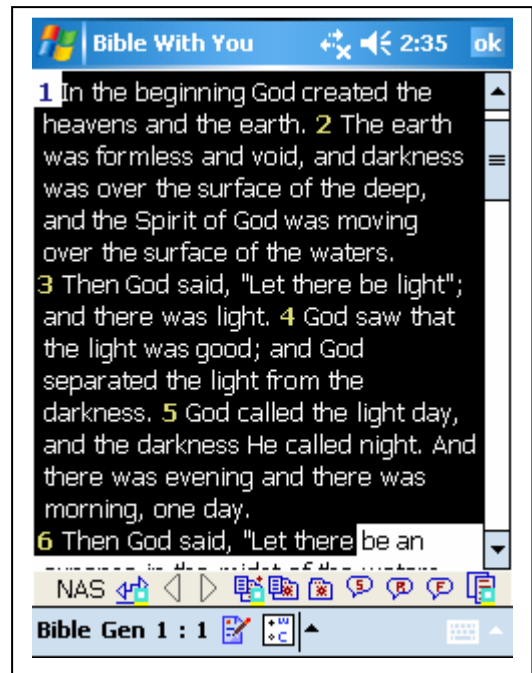 Bible With You 2:35 ok
1 In the beginning God created the
heavens and the earth. 2 The earth
was formless and void, and darkness
was over the surface of the deep,
and the Spirit of God was moving
over the surface of the waters.
3 Then God said, "Let there be light";
and there was light. 4 God saw that
the light was good; and God
separated the light from the
darkness. 5 God called the light day,
and the darkness He called night. And
there was evening and there was
morning, one day.
6 Then God said, "Let there be an
NAS S R F
Bible Gen 1 : 1